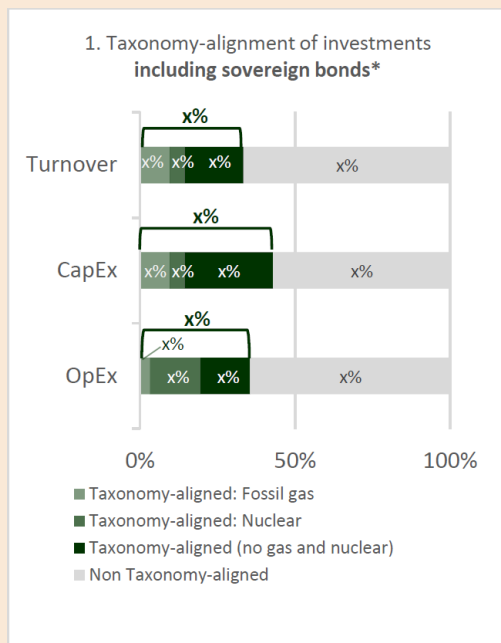 1. Taxonomy-alignment of investments
including sovereign bonds*
x%
Turnover
x% x% x% x%
x%
CapEx
x% x% x% x%
x%
x%
OpEx
x% x% x%
0% 50% 100%
Taxonomy-aligned: Fossil gas
Taxonomy-aligned: Nuclear
Taxonomy-aligned (no gas and nuclear)
Non Taxonomy-aligned